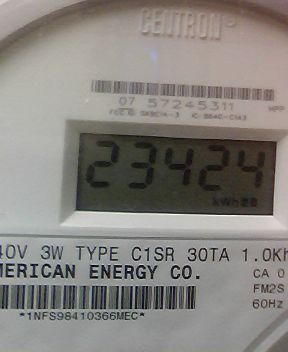 CENTRON
07 57245311
23424
kWh
40V 3W TYPE C1SR 30TA 1.0Kh
MERICAN ENERGY CO.
CA 0
FM2S
60Hz
*1NFS98410366MEC*